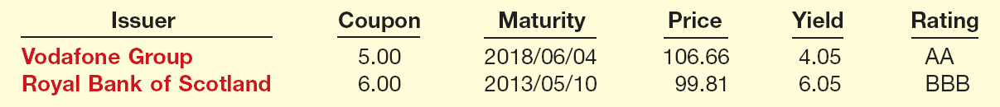 Issuer Coupon Maturity Price Yield Rating
Vodafone Group 5.00 2018/06/04 106.66 4.05 AA
Royal Bank of Scotland 6.00 2013/05/10 99.81 6.05 BBB